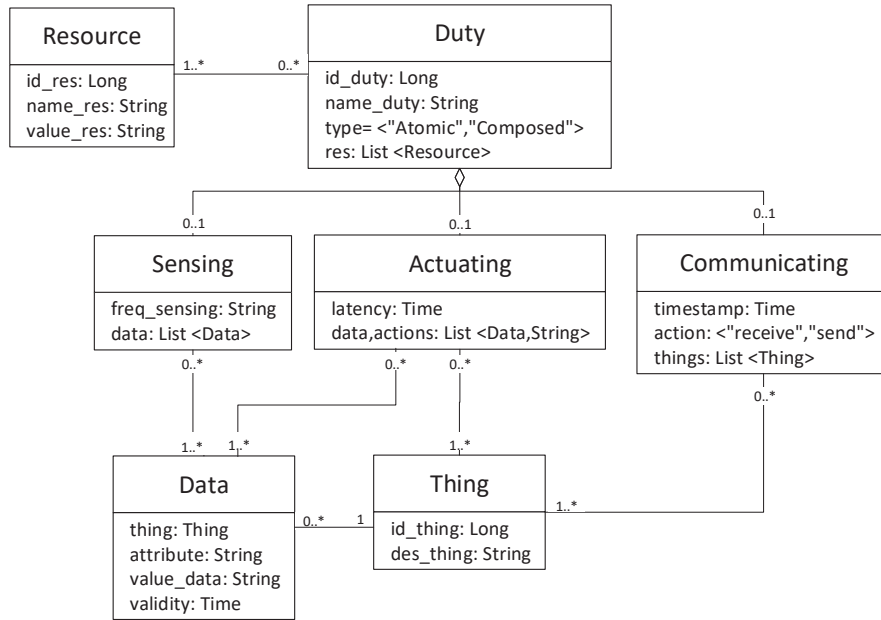 Resource
id_res: Long
name_res: String
value_res: String
1..*
0..*
Duty
id_duty: Long
name_duty: String
type= <"Atomic","Composed">
res: List <Resource>
0..1
0..1
0..1
Sensing
freq_sensing: String
data: List <Data>
Actuating
latency: Time
data,actions: List <Data,String>
Communicating
timestamp: Time
action: <"receive","send">
things: List <Thing>
0..*
0..*
0..*
0..*
1..*
1..*
1..*
Data
thing: Thing
attribute: String
value_data: String
validity: Time
0..*
1
Thing
id_thing: Long
des_thing: String
1..*